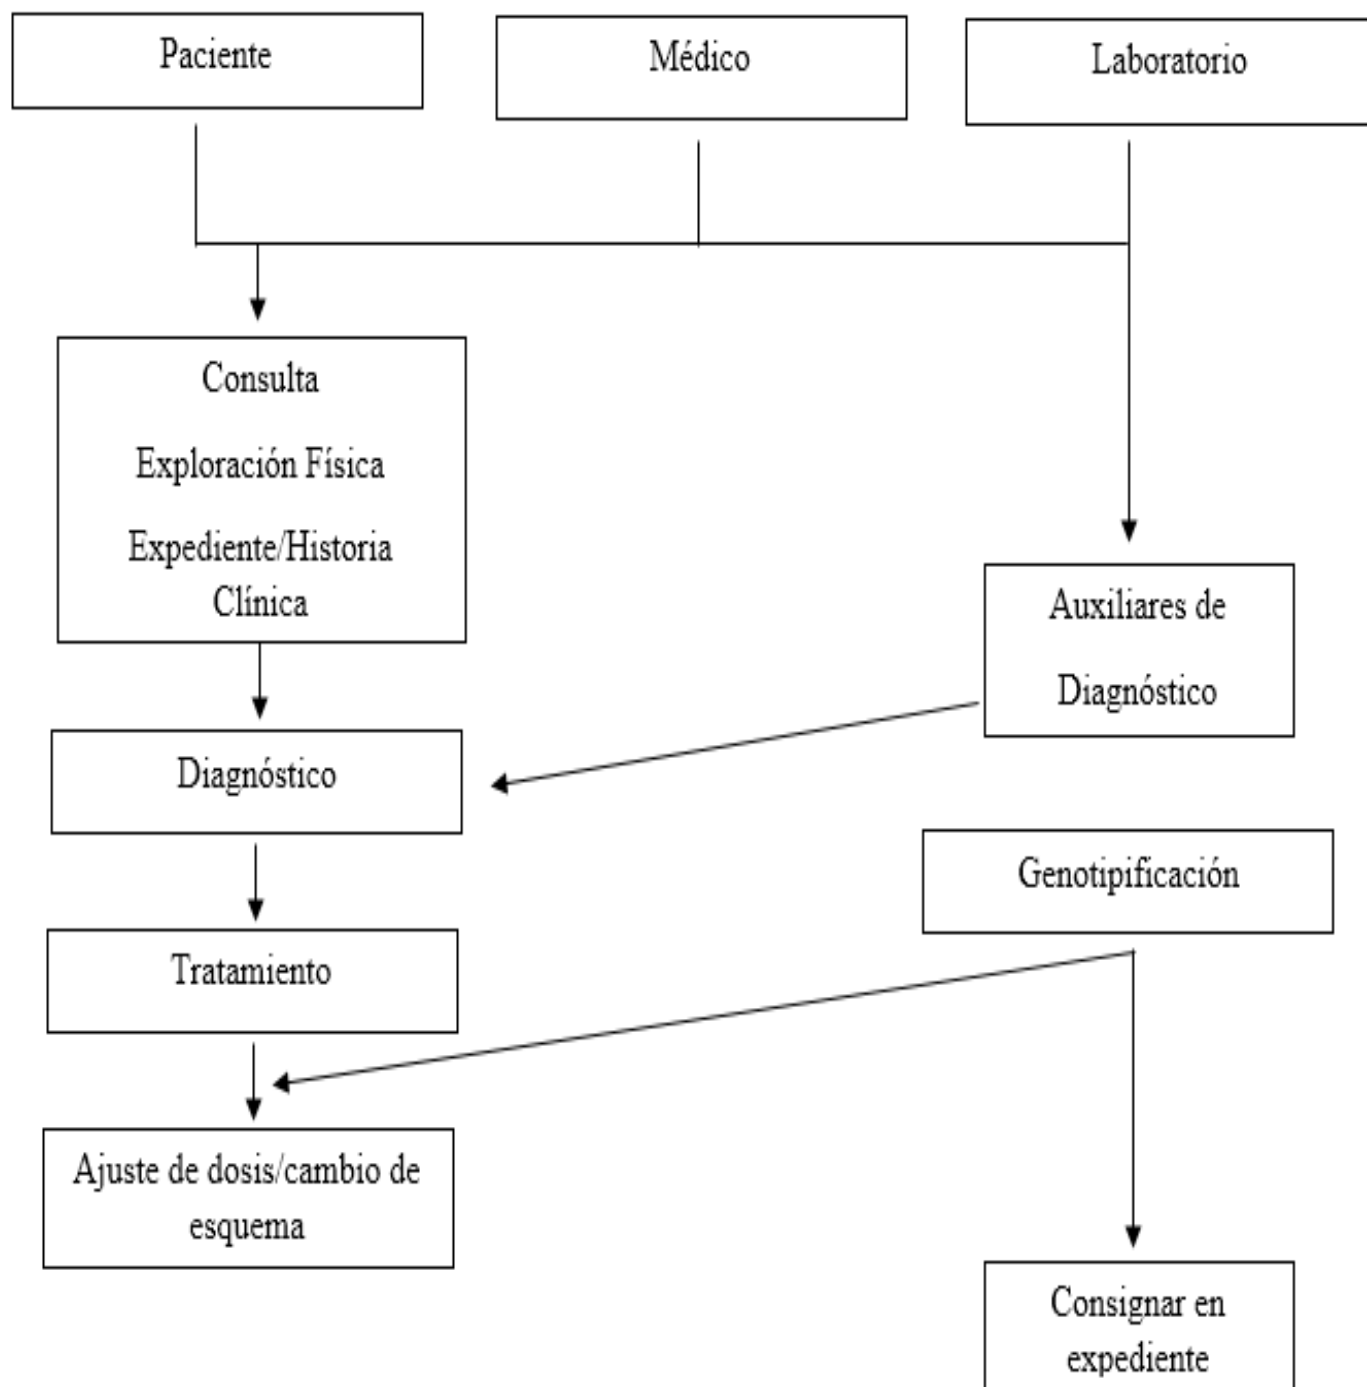 Paciente
Médico
Laboratorio
Consulta
Exploración Física
Expediente/Historia
Clínica
Auxiliares de
Diagnóstico
Diagnóstico
Genotipificación
Tratamiento
Ajuste de dosis/cambio de
esquema
Consignar en
expediente